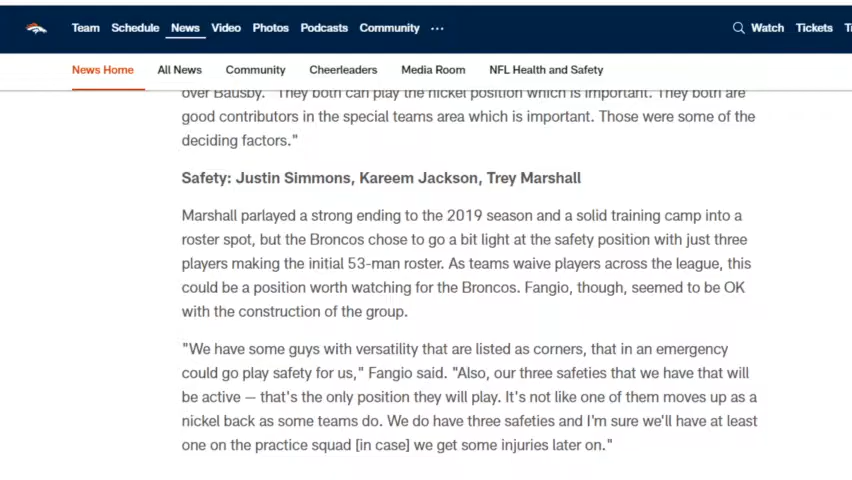 Team Schedule News Video Photos Podcasts Community ... Watch Tickets
News Home All News Community Cheerleaders Media Room NFL Health and Safety
over Bausby. "They both can play the nickel position which is important. They both are
good contributors in the special teams area which is important. Those were some of the
deciding factors."
Safety: Justin Simmons, Kareem Jackson, Trey Marshall
Marshall parlayed a strong ending to the 2019 season and a solid training camp into a
roster spot, but the Broncos chose to go a bit light at the safety position with just three
players making the initial 53-man roster. As teams waive players across the league, this
could be a position worth watching for the Broncos. Fangio, though, seemed to be OK
with the construction of the group.
"We have some guys with versatility that are listed as corners, that in an emergency
could go play safety for us," Fangio said. "Also, our three safeties that we have that will
be active — that's the only position they will play. It's not like one of them moves up as a
nickel back as some teams do. We do have three safeties and I'm sure we'll have at least
one on the practice squad [in case] we get some injuries later on."